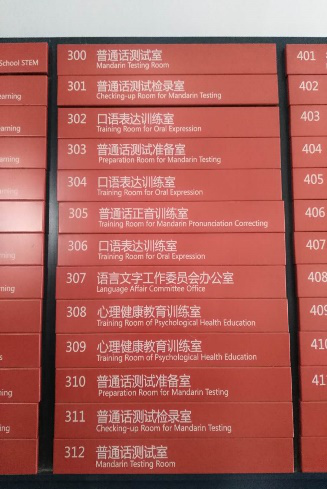 School STEM
earning
earning
earning
ning
ning
300 普通话测试室
Mandarin Testing Room
301 普通话测试检录室
Checking-up Room for Mandarin Testing
302 口语表达训练室
Training Room for Oral Expression
303 普通话测试准备室
Preparation Room for Mandarin Testing
304 口语表达训练室
Training Room for Oral Expression
305 普通话正音训练室
Training Room for Mandarin Pronunciation Correcting
306 口语表达训练室
Training Room for Oral Expression
307 语言文字工作委员会办公室
Language Affair Committee Office
308 心理健康教育训练室
Training Room of Psychological Health Education
309 心理健康教育训练室
Training Room of Psychological Health Education
310 普通话测试准备室
Preparation Room for Mandarin Testing
311 普通话测试检录室
Checking-up Room for Mandarin Testing
312 普通话测试室
Mandarin Testing Room
401
402
403
404
405
406
407
408
409
410
411